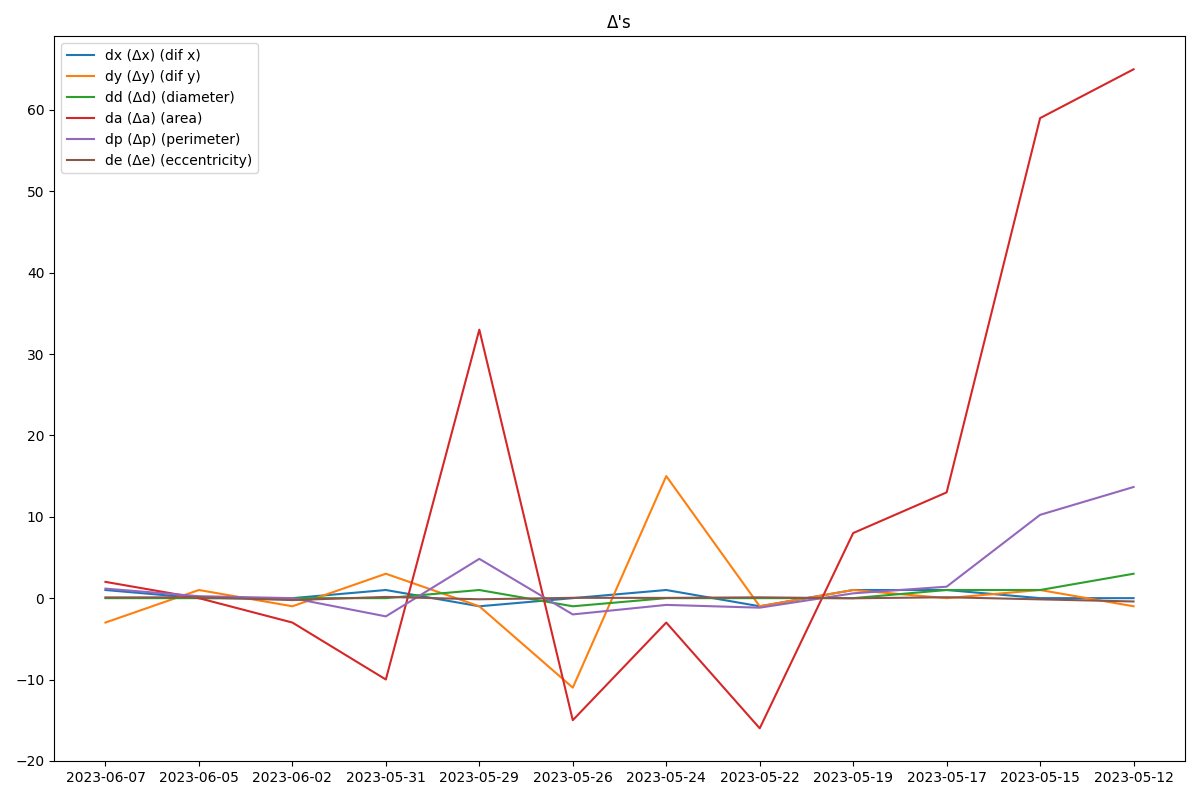 Δ's
dx (Δx) (dif x)
dy (Δy) (dif y)
dd (Δd) (diameter)
da (Δa) (area)
dp (Δp) (perimeter)
de (Δe) (eccentricity)
60
50
40
30
20
10
0
−10
−20
2023-06-07 2023-06-05 2023-06-02 2023-05-31 2023-05-29 2023-05-26 2023-05-24 2023-05-22 2023-05-19 2023-05-17 2023-05-15 2023-05-12